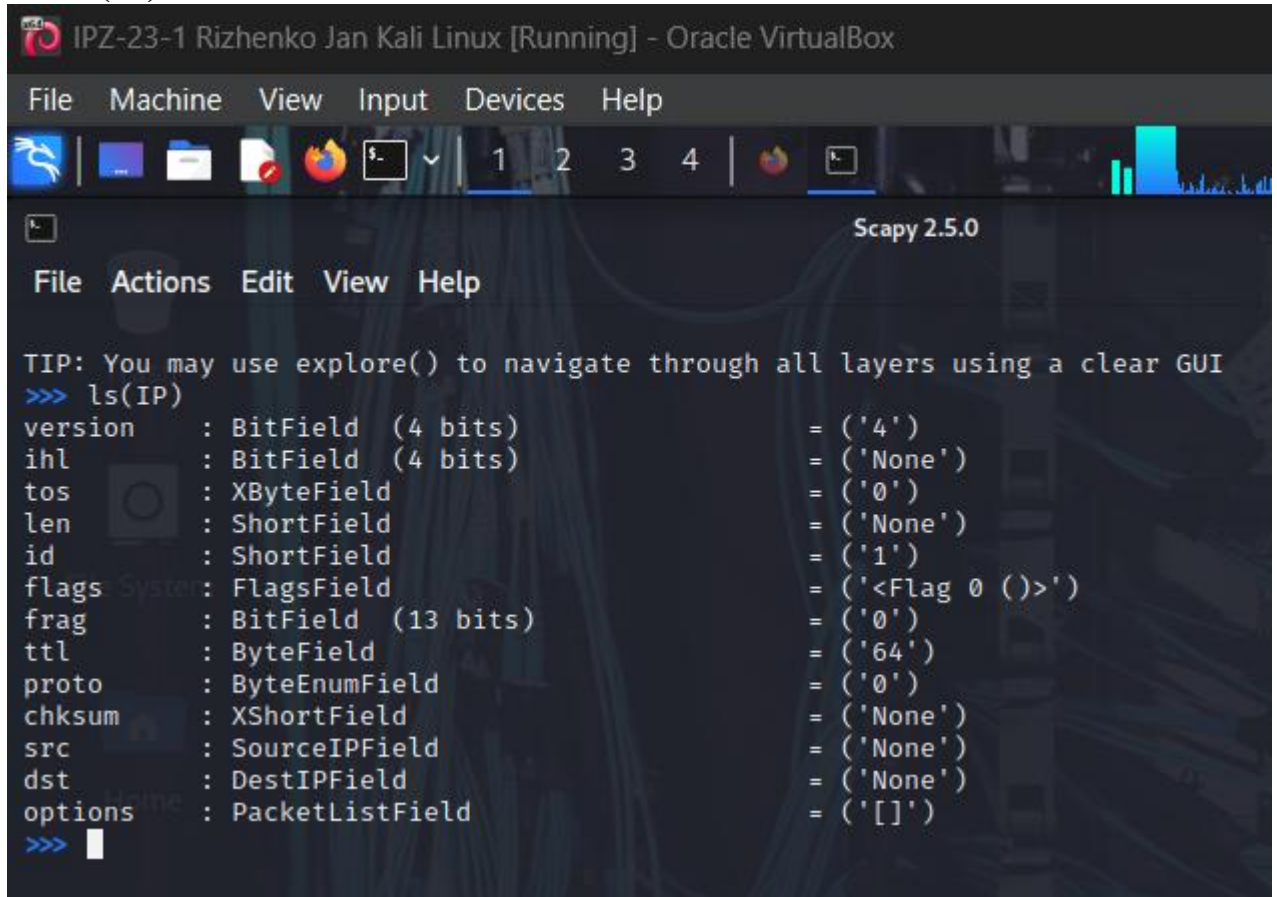 IPZ-23-1 Rizhenko Jan Kali Linux [Running] - Oracle VirtualBox
File Machine View Input Devices Help
1 2 3 4
Scapy 2.5.0
File Actions Edit View Help
TIP: You may use explore() to navigate through all layers using a clear GUI
>>> ls(IP)
version : BitField (4 bits) = ('4')
ihl : BitField (4 bits) = ('None')
tos : XByteField = ('0')
len : ShortField = ('None')
id : ShortField = ('1')
flags : FlagsField = ('<Flag 0 ()>')
frag : BitField (13 bits) = ('0')
ttl : ByteField = ('64')
proto : ByteEnumField = ('0')
chksum : XShortField = ('None')
src : SourceIPField = ('None')
dst : DestIPField = ('None')
options : PacketListField = ('[]')
>>>